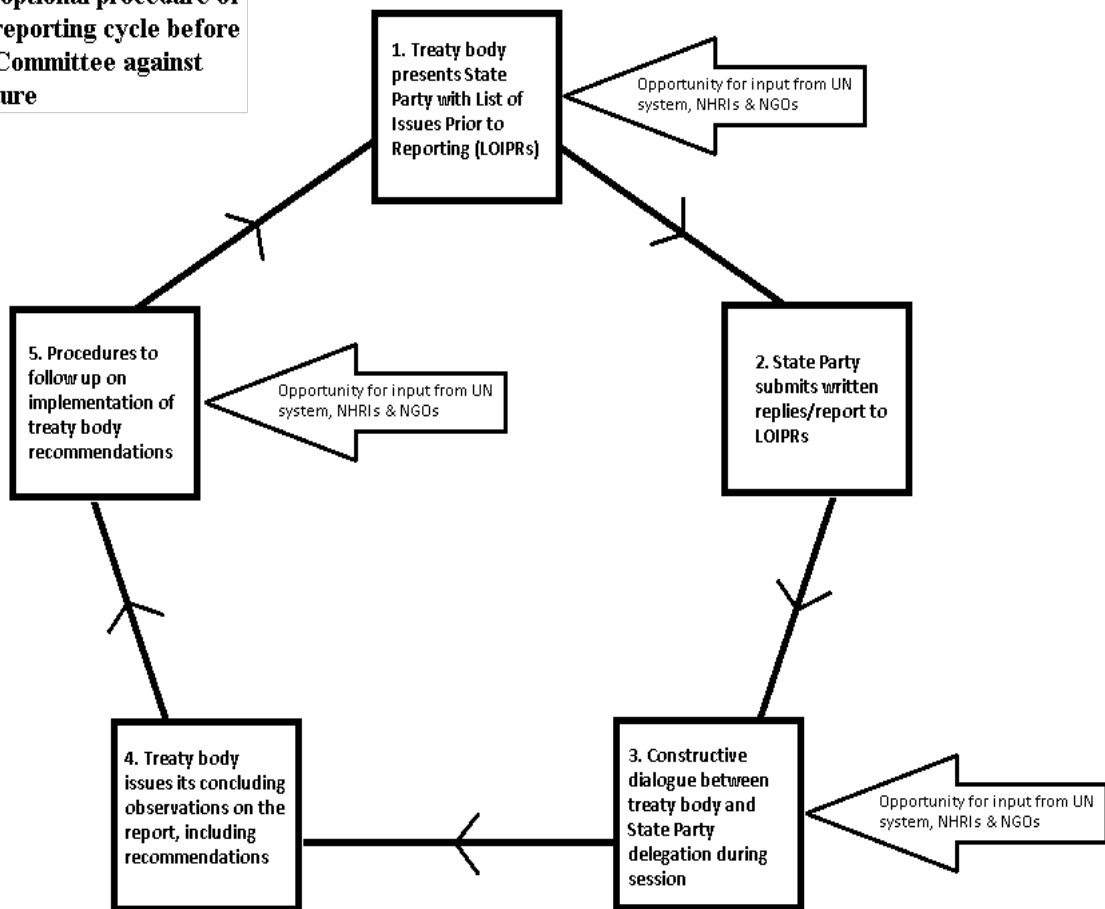 optional procedure of
reporting cycle before
Committee against
ure
1. Treaty body
presents State
Party with List of
Issues Prior to
Reporting (LOIPRs)
Opportunity for input from UN
system, NHRIs & NGOs
2. State Party
submits written
replies/report to
LOIPRs
3. Constructive
dialogue between
treaty body and
State Party
delegation during
session
Opportunity for input from UN
system, NHRIs & NGOs
4. Treaty body
issues its concluding
observations on the
report, including
recommendations
5. Procedures to
follow up on
implementation of
treaty body
recommendations
Opportunity for input from UN
system, NHRIs & NGOs